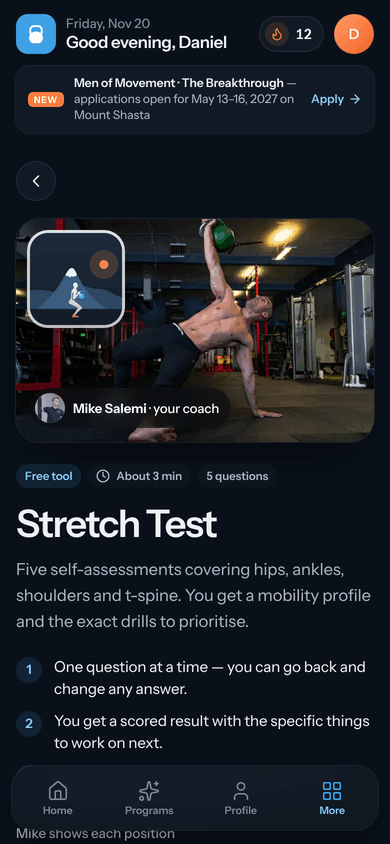 Friday, Nov 20
Good evening, Daniel
12
D
NEW
Men of Movement · The Breakthrough —
applications open for May 13–16, 2027 on
Mount Shasta
Apply →
Mike Salemi · your coach
Free tool
About 3 min
5 questions
Stretch Test
Five self-assessments covering hips, ankles,
shoulders and t-spine. You get a mobility profile
and the exact drills to prioritise.
1
One question at a time — you can go back and
change any answer.
2
You get a scored result with the specific things
to work on next.
Home
Programs
Profile
More
Mike shows each position